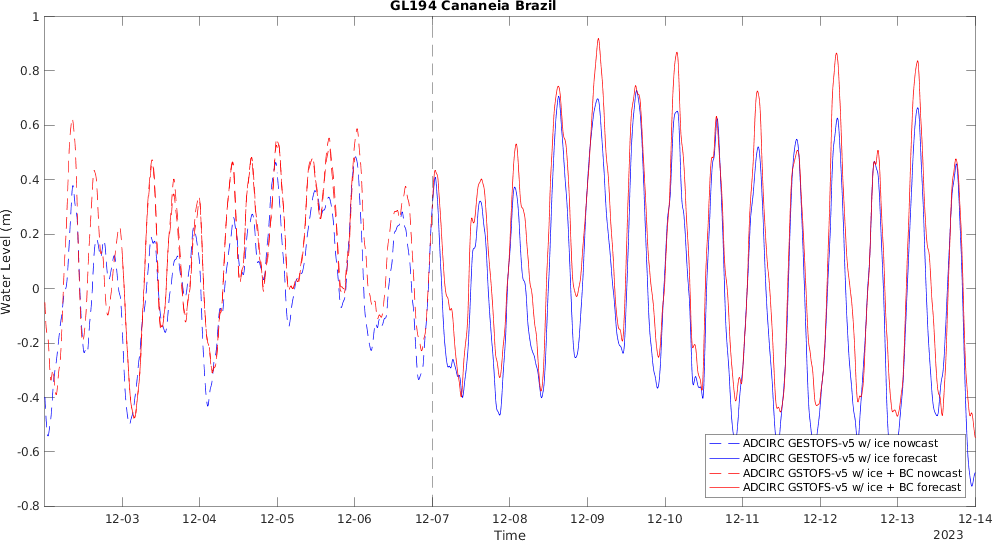 GL194 Cananeia Brazil
Water Level (m)
1
0.8
0.6
0.4
0.2
0
-0.2
-0.4
-0.6
-0.8
ADCIRC GESTOFS-v5 w/ ice nowcast
ADCIRC GESTOFS-v5 w/ ice forecast
ADCIRC GSTOFS-v5 w/ ice + BC nowcast
ADCIRC GSTOFS-v5 w/ ice + BC forecast
12-03 12-04 12-05 12-06 12-07 12-08 12-09 12-10 12-11 12-12 12-13 12-14
Time
2023